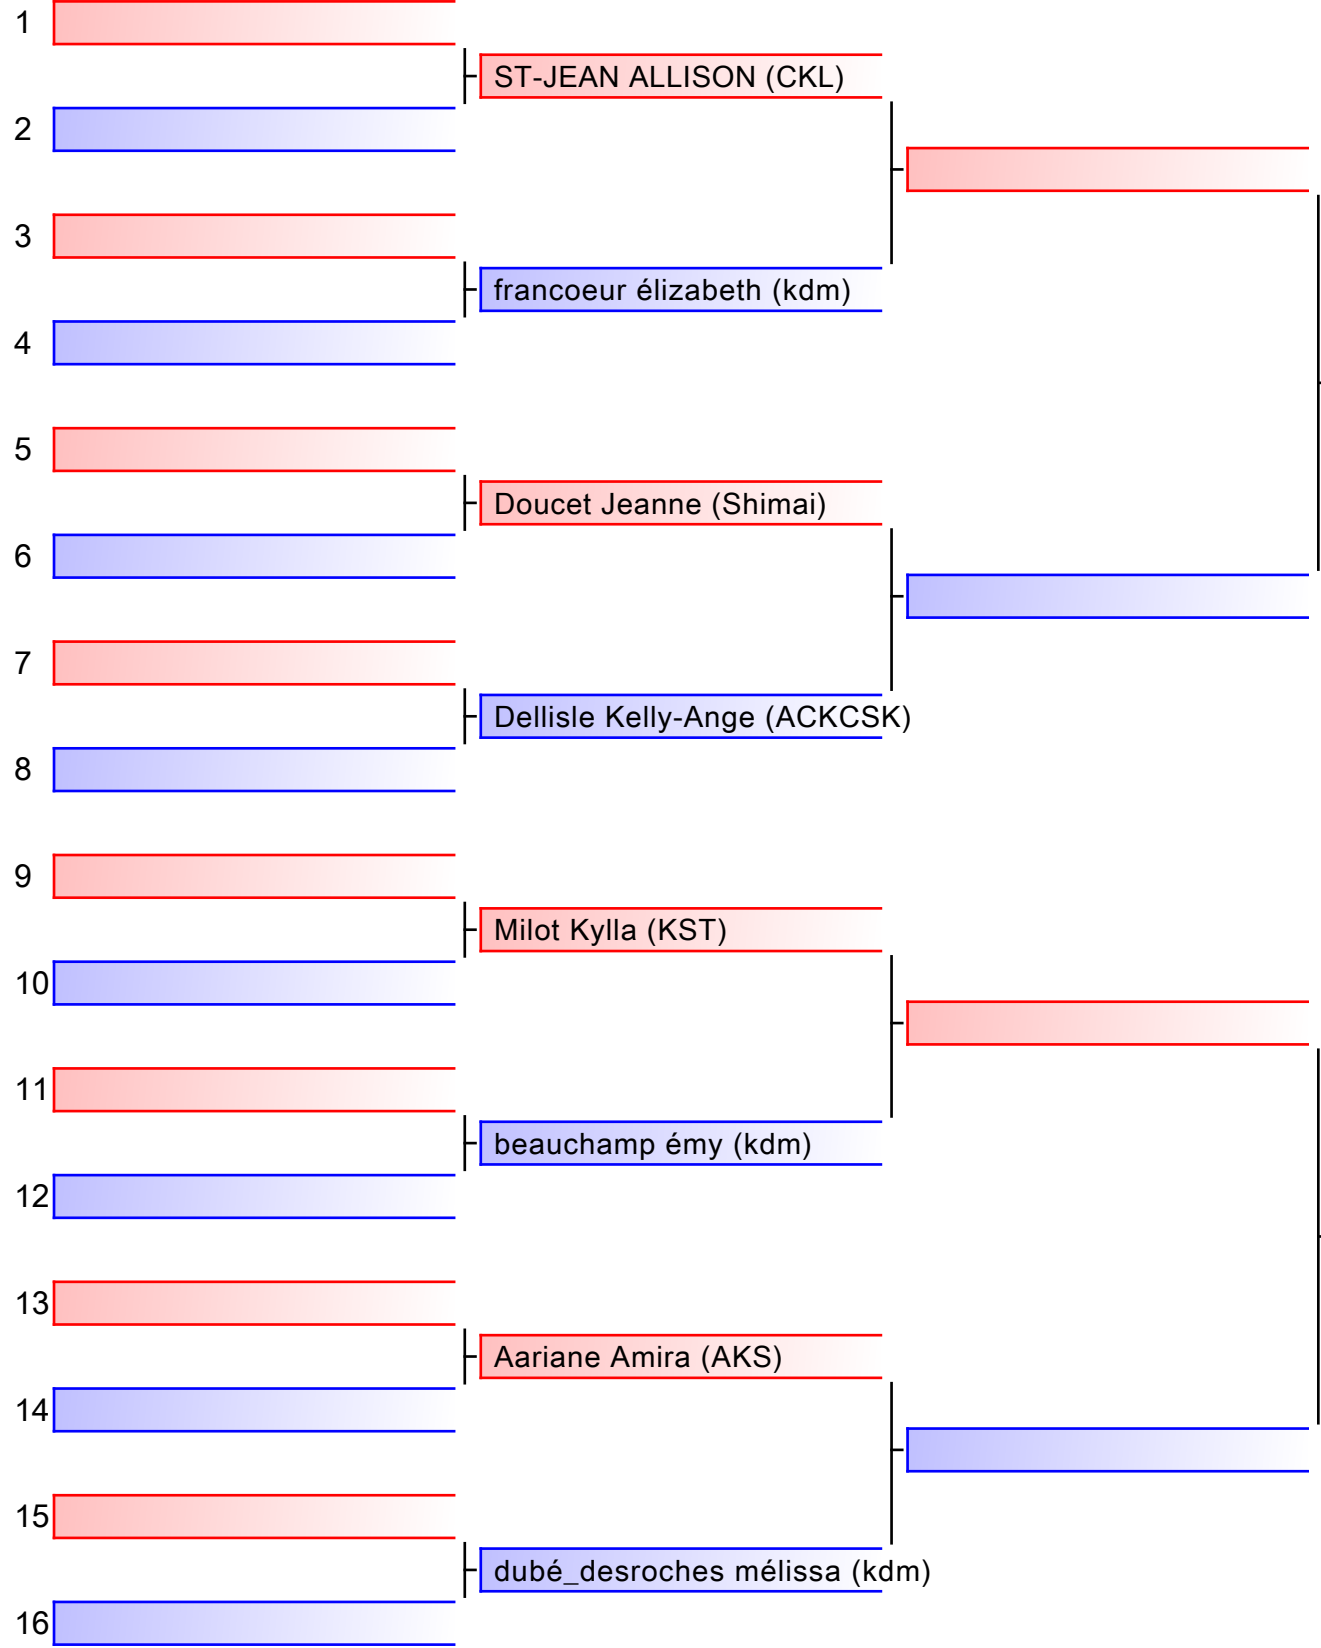 1
ST-JEAN ALLISON (CKL)
2
3
francoeur élizabeth (kdm)
4
5
Doucet Jeanne (Shimai)
6
7
Dellisle Kelly-Ange (ACKCSK)
8
9
Milot Kylla (KST)
10
11
beauchamp émy (kdm)
12
13
Aariane Amira (AKS)
14
15
dubé_desroches mélissa (kdm)
16